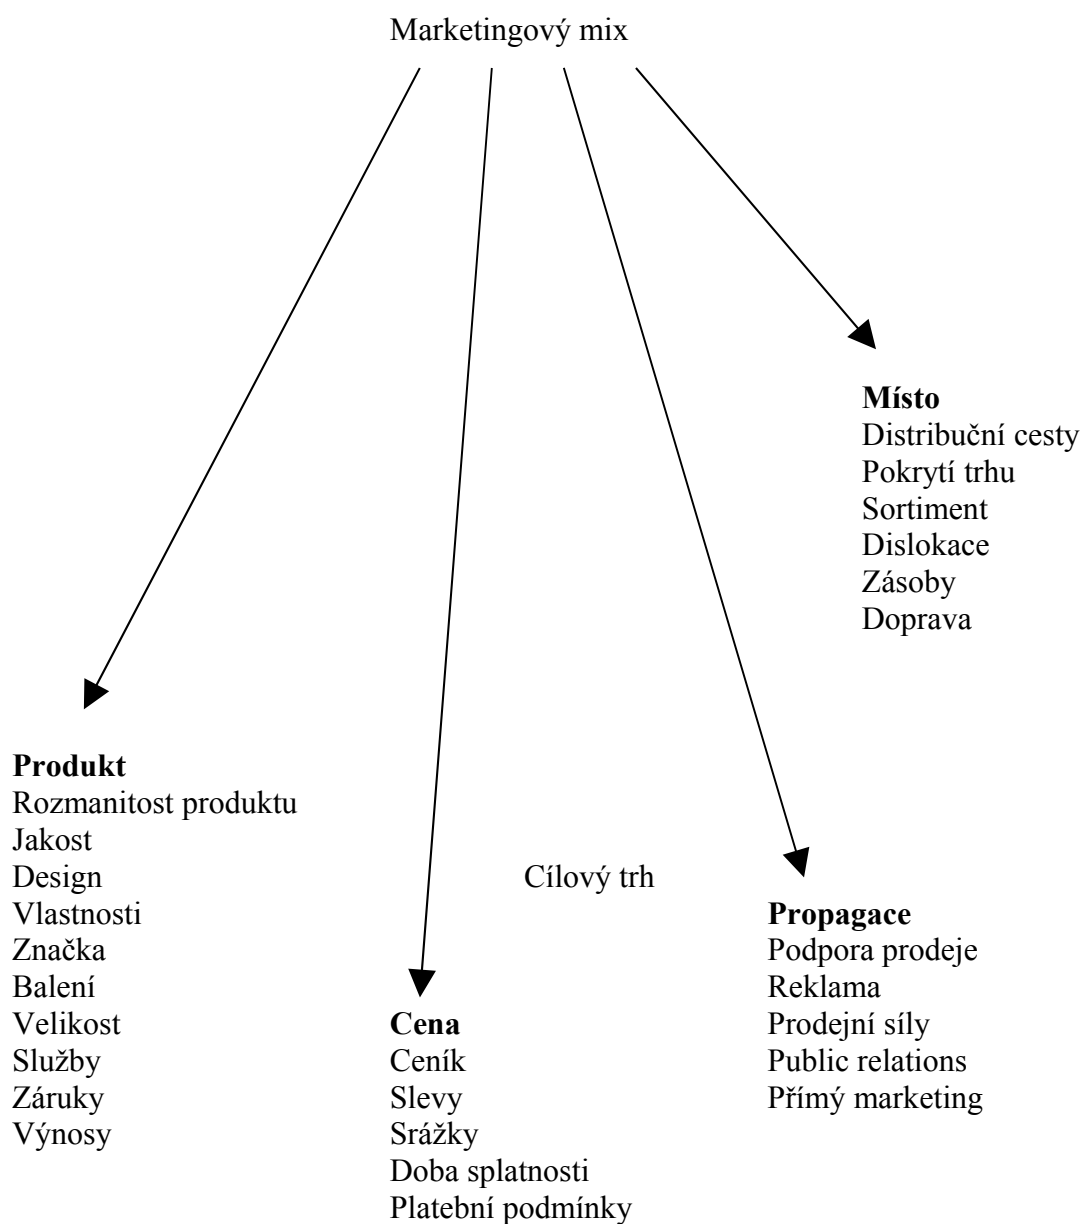 Marketingový mix
Místo
Distribuční cesty
Pokrytí trhu
Sortiment
Dislokace
Zásoby
Doprava
Produkt
Rozmanitost produktu
Jakost
Design
Vlastnosti
Značka
Balení
Velikost
Služby
Záruky
Výnosy
Cílový trh
Cena
Ceník
Slevy
Srážky
Doba splatnosti
Platební podmínky
Propagace
Podpora prodeje
Reklama
Prodejní síly
Public relations
Přímý marketing